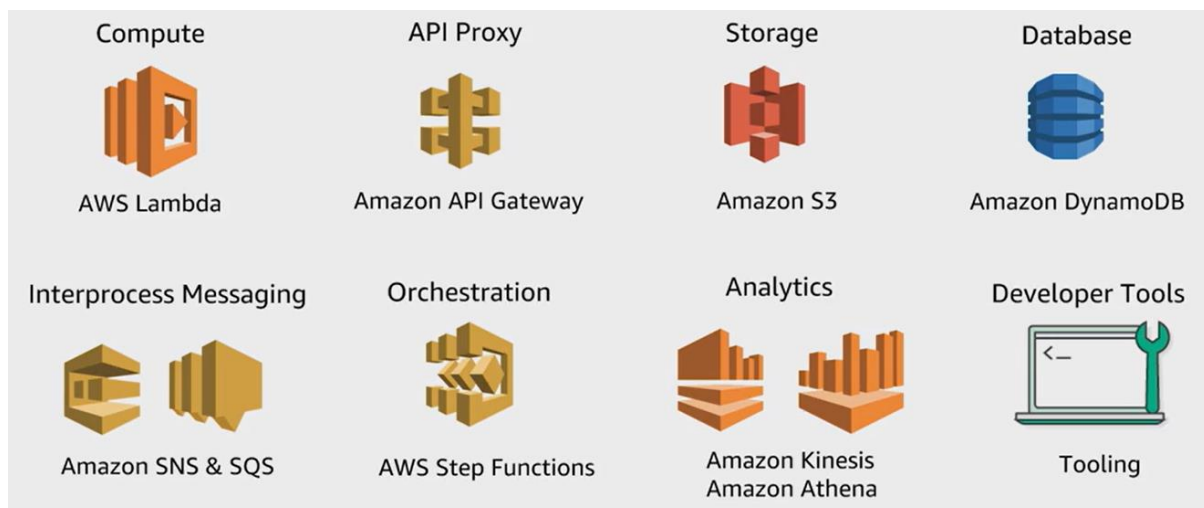 Compute
API Proxy
Storage
Database
AWS Lambda
Amazon API Gateway
Amazon S3
Amazon DynamoDB
Interprocess Messaging
Orchestration
Analytics
Developer Tools
<_
Amazon SNS & SQS
AWS Step Functions
Amazon Kinesis
Amazon Athena
Tooling